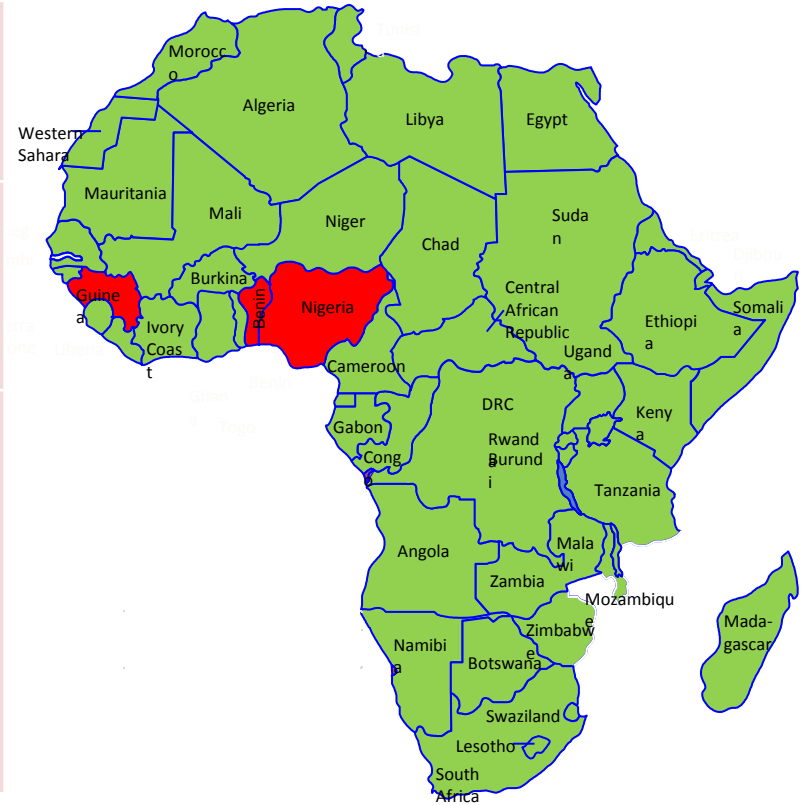 Morocc
o
Algeria
Libya
Egypt
Western
Sahara
Mauritania
Mali
Niger
Chad
Suda
n
Burkina
Guine
a
Benin
Nigeria
Ivory
Coas
t
Central
African
Republic
Ethiopi
a
Somali
a
Ugand
a
Cameroon
Gabon
Cong
o
DRC
Rwand
a
Burund
i
Keny
a
Tanzania
Angola
Mala
wi
Zambia
Mozambiqu
e
Zimbabw
e
Namibi
a
Botswana
Mada-
gascar
Swaziland
Lesotho
South
Africa
Eritrea
Togo